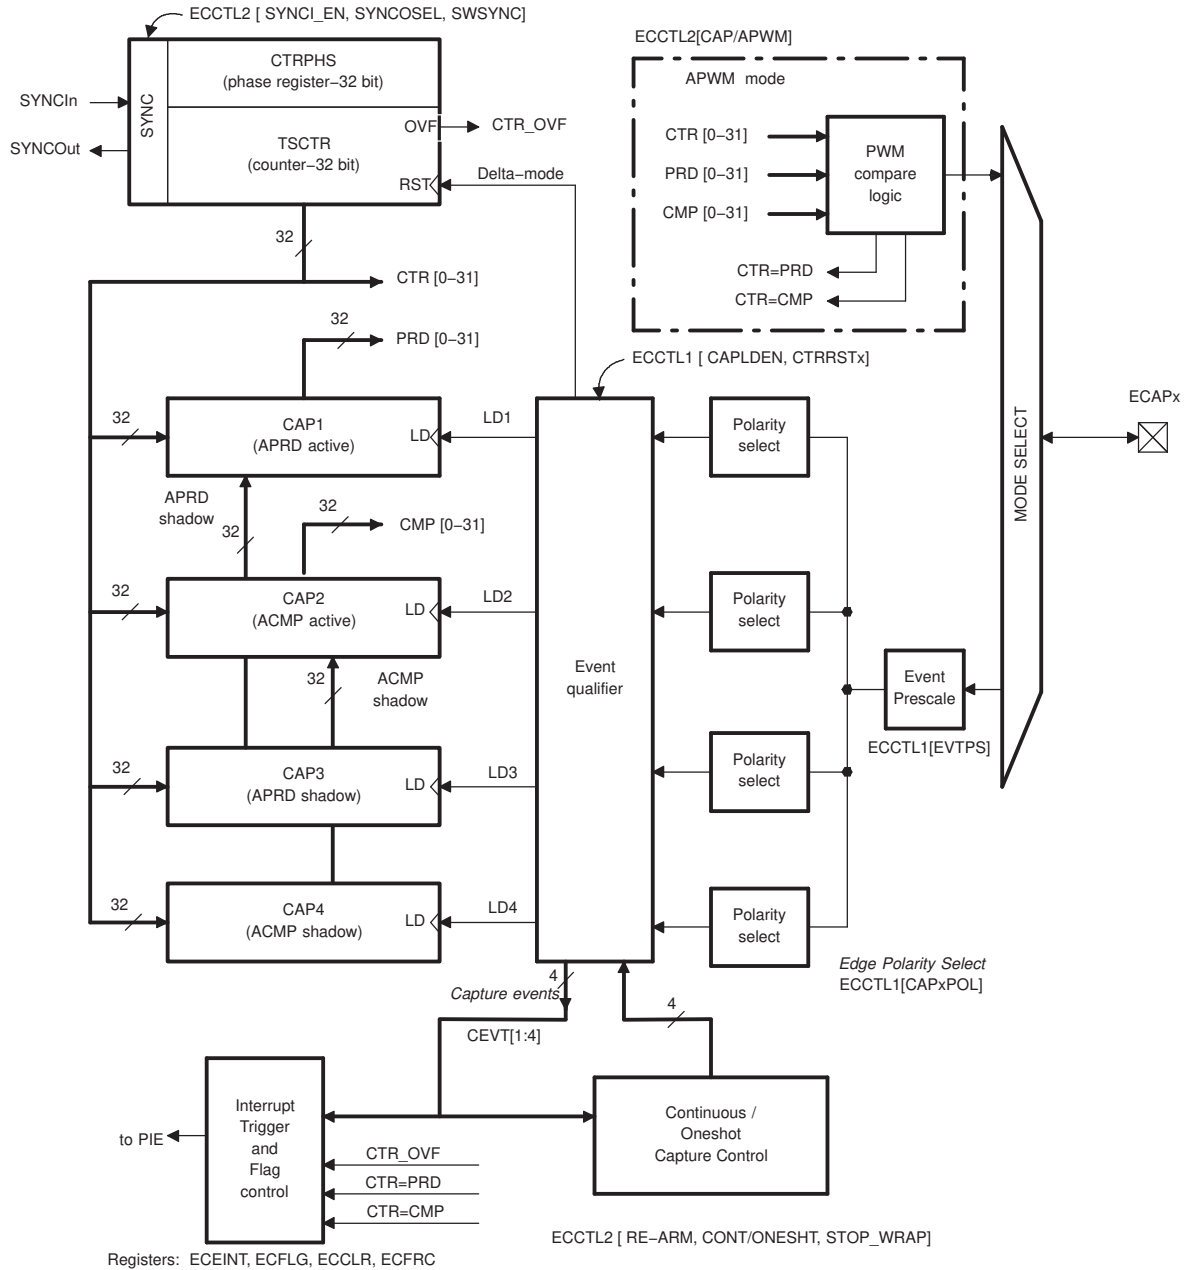 ECCTL2 [ SYNCI_EN, SYNCOSEL, SWSYNC]
SYNC
CTRPHS
(phase register−32 bit)
SYNCIn
SYNCOut
TSCTR
(counter−32 bit)
OVF
CTR_OVF
RST
Delta−mode
32
CTR [0−31]
32
PRD [0−31]
ECCTL2[CAP/APWM]
APWM mode
CTR [0−31]
PRD [0−31]
CMP [0−31]
PWM
compare
logic
CTR=PRD
CTR=CMP
ECCTL1 [ CAPLDEN, CTRRSTx]
32
CAP1
(APRD active)
LD
LD1
Polarity
select
MODE SELECT
ECAPx
APRD
shadow
32
32
CMP [0−31]
32
CAP2
(ACMP active)
LD
LD2
Polarity
select
32
ACMP
shadow
Event
qualifier
Event
Prescale
ECCTL1[EVTPS]
32
CAP3
(APRD shadow)
LD
LD3
Polarity
select
32
CAP4
(ACMP shadow)
LD
LD4
Polarity
select
Edge Polarity Select
ECCTL1[CAPxPOL]
4
Capture events
CEVT[1:4]
4
Interrupt
Trigger
and
Flag
control
to PIE
CTR_OVF
CTR=PRD
CTR=CMP
Continuous /
Oneshot
Capture Control
ECCTL2 [ RE−ARM, CONT/ONESHT, STOP_WRAP]
Registers: ECEINT, ECFLG, ECCLR, ECFRC